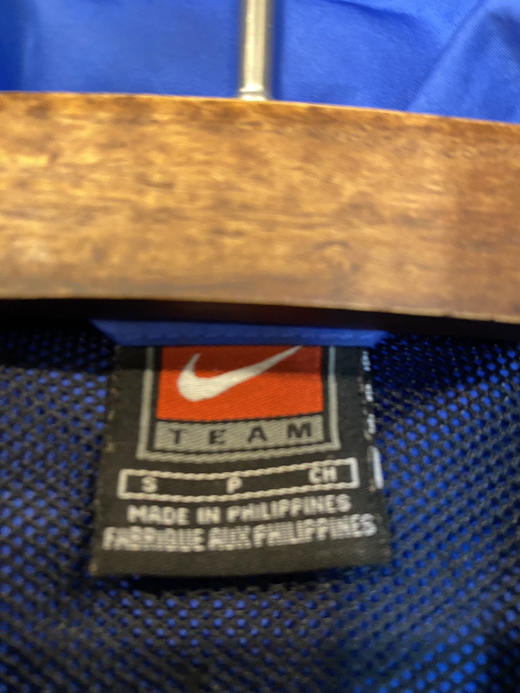 TEAM
S P CH
MADE IN PHILIPPINES
FABRIQUE AUX PHILIPPINES